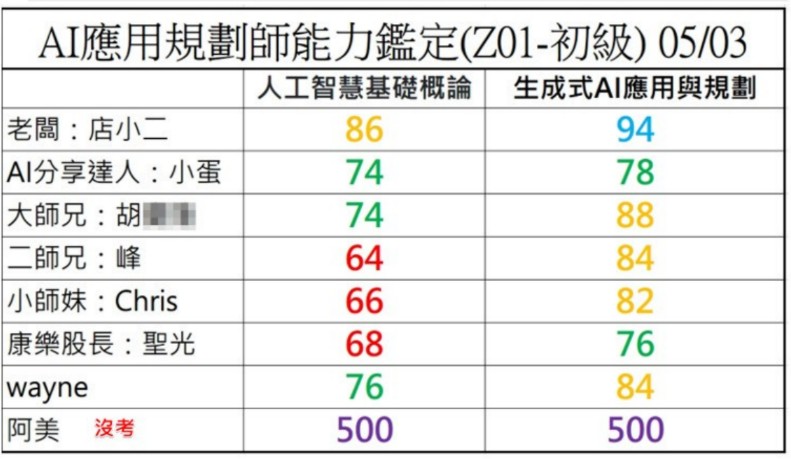 AI應用規劃師能力鑑定(Z01-初級) 05/03
人工智慧基礎概論 生成式AI應用與規劃
老闆：店小二 86 94
AI分享達人：小蛋 74 78
大師兄：胡 74 88
二師兄：峰 64 84
小師妹：Chris 66 82
康樂股長：聖光 68 76
wayne 76 84
阿美 沒考 500 500